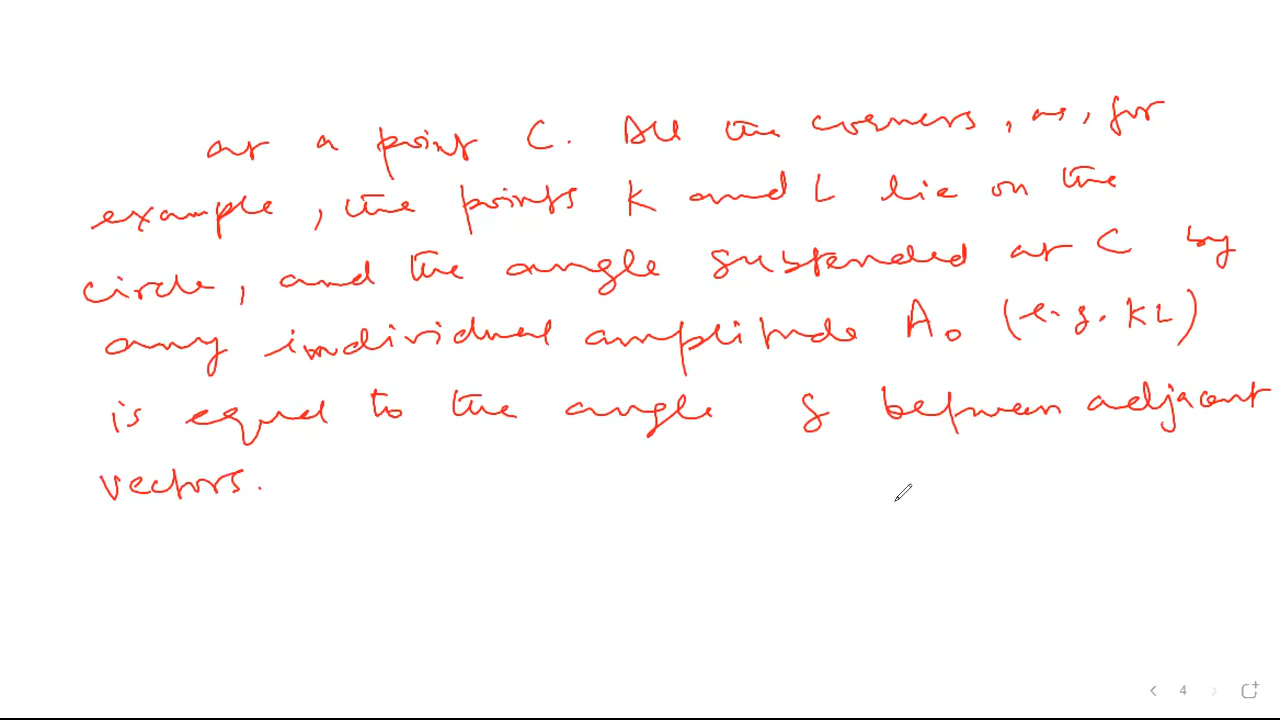 at a point C. All the corners, as, for
example, the points K and L lie on the
circle, and the angle subtended at C by
any individual amplitude A₀ (e.g. KL)
is equal to the angle δ between adjacent
vectors.
4